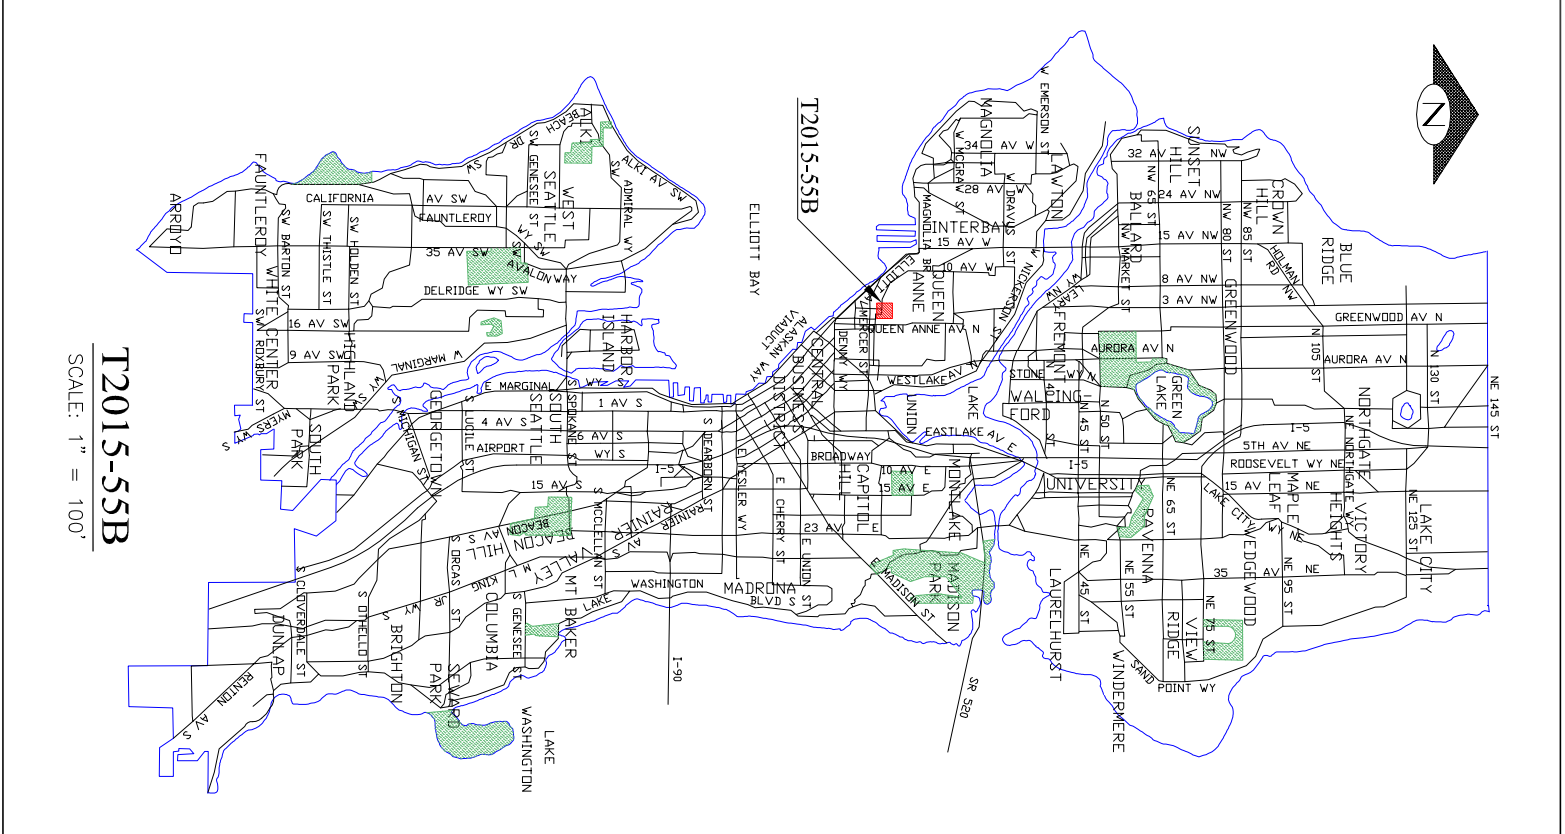 N
T2015-55B
T2015-55B
SCALE: 1" = 100'
ELLIOTT BAY
ARROYO
FAUNTLEROY
CALIFORNIA
AV SW
FAUNTLEROY
WY SW
SW BARTON ST
SW THISTLE ST
SW HOLDEN ST
35 AV SW
SW
AVALON
WAY
DELRIDGE WY SW
16 AV SW
9 AV SW
WHITE CENTER
SW ROXBURY ST
HIGHLAND
PARK
W MARGINAL
WY
MYERS WY S
SOUTH
PARK
BEACH
DR SW
ALKI
SW GENESEE ST
WEST
SEATTLE
ALKI AV SW
SW ADMIRAL WY
HARBOR
ISLAND
E MARGINAL
WY S
1 AV S
4 AV S
6 AV S
AIRPORT
WY S
I-5
15 AV
S
S MICHIGAN ST
GEORGETOWN
S LUCILE ST
SOUTH
SEATTLE
S SPOKANE ST
S DEARBORN ST
BEACON
HILL
BEACON AV S
S MCLELLAN ST
RAINIER
VALLEY
RAINIER
AV S
M L KING
JR WY S
S ORCAS ST
COLUMBIA
S GENESEE ST
MT BAKER
LAKE
WASHINGTON
BLVD S
MADRONA
S OTHELLO ST
S CLOVERDALE ST
DUNLAP
BRIGHTON
SEWARD
PARK
RENTON AV S
LAKE
WASHINGTON
I-90
SR 520
E YESLER WY
E CHERRY ST
E UNION ST
23 AV E
E MADISON ST
MADISON
PARK
MONTLAKE
CAPITOL
HILL
10 AV E
15 AV E
BROADWAY
ALASKAN WAY
VIADUCT
CENTRAL
BUSINESS
DISTRICT
DENNY WY
MERCER ST
T2015-55B
ELLIOTT
QUEEN
ANNE
QUEEN ANNE AV N
WESTLAKE AV N
LAKE
UNION
EASTLAKE AV E
MAGNOLIA
W EMERSON ST
34 AV W
28 AV W
W DRAVUS ST
MAGNOLIA BR
LAWTON
INTERBAY
15 AV W
10 AV W
W NICKERSON ST
SUNSET
HILL
32 AV NW
24 AV NW
NW 65 ST
BALLARD
NW MARKET ST
LEARY WY NW
NW 80 ST
NW 85 ST
CROWN
HILL
15 AV NW
HOLMAN
RD NW
8 AV NW
3 AV NW
BLUE
RIDGE
GREENWOOD
GREENWOOD AV N
N 105 ST
AURORA AV N
AURORA AV N
N 130 ST
NE 145 ST
FREMONT
STONE WY N
WALLING-
FORD
N 45 ST
N 50 ST
GREEN
LAKE
I-5
5TH AV NE
ROOSEVELT WY NE
15 AV NE
I-5
UNIVERSITY
NORTHGATE
NE NORTHGATE WY
MAPLE
LEAF
VICTORY
HEIGHTS
NE 125 ST
LAKE CITY
LAKE CITY WY NE
NE 65 ST
RAVENNA
NE 55 ST
NE 45 ST
WEDGEWOOD
35 AV NE
NE 95 ST
NE 75 ST
VIEW
RIDGE
LAURELHURST
WINDERMERE
SAND
POINT WY